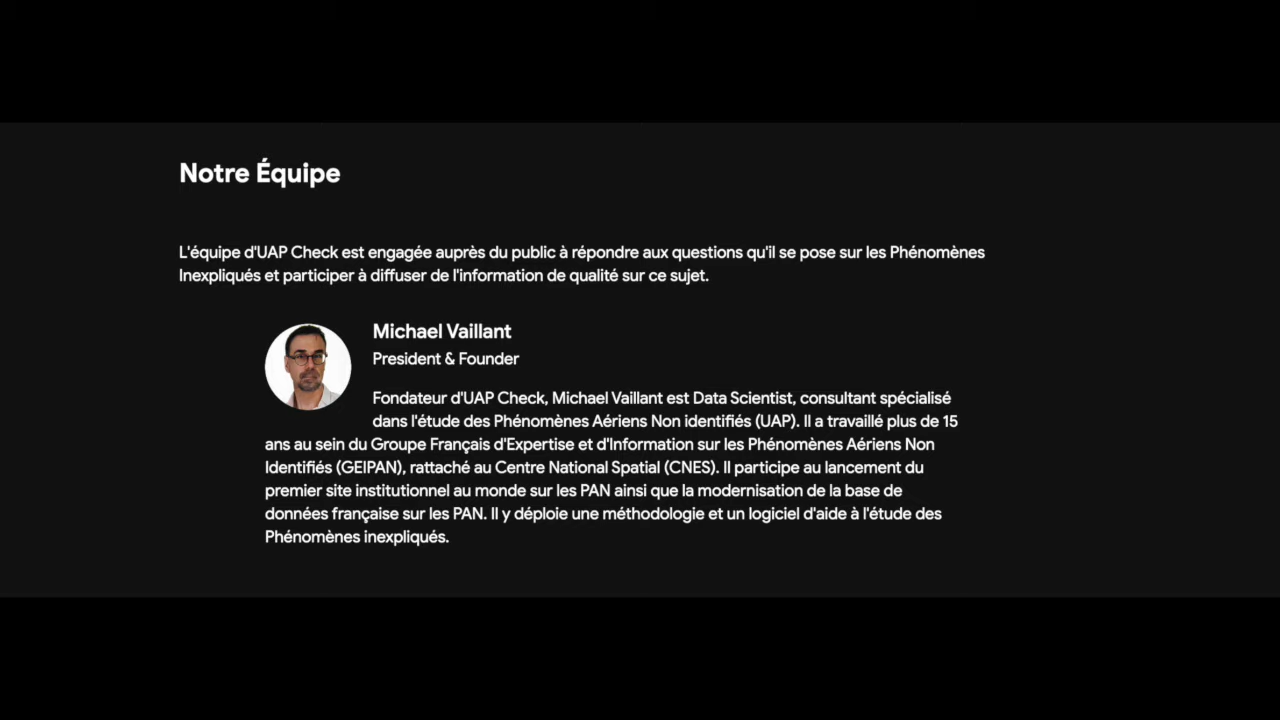 Notre Équipe
L'équipe d'UAP Check est engagée auprès du public à répondre aux questions qu'il se pose sur les Phénomènes
Inexpliqués et participer à diffuser de l'information de qualité sur ce sujet.
Michael Vaillant
President & Founder
Fondateur d'UAP Check, Michael Vaillant est Data Scientist, consultant spécialisé
dans l'étude des Phénomènes Aériens Non identifiés (UAP). Il a travaillé plus de 15
ans au sein du Groupe Français d'Expertise et d'Information sur les Phénomènes Aériens Non
Identifiés (GEIPAN), rattaché au Centre National Spatial (CNES). Il participe au lancement du
premier site institutionnel au monde sur les PAN ainsi que la modernisation de la base de
données française sur les PAN. Il y déploie une méthodologie et un logiciel d'aide à l'étude des
Phénomènes inexpliqués.